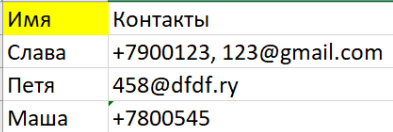 Имя Контакты
Слава +7900123, 123@gmail.com
Петя 458@dfdf.ry
Маша +7800545